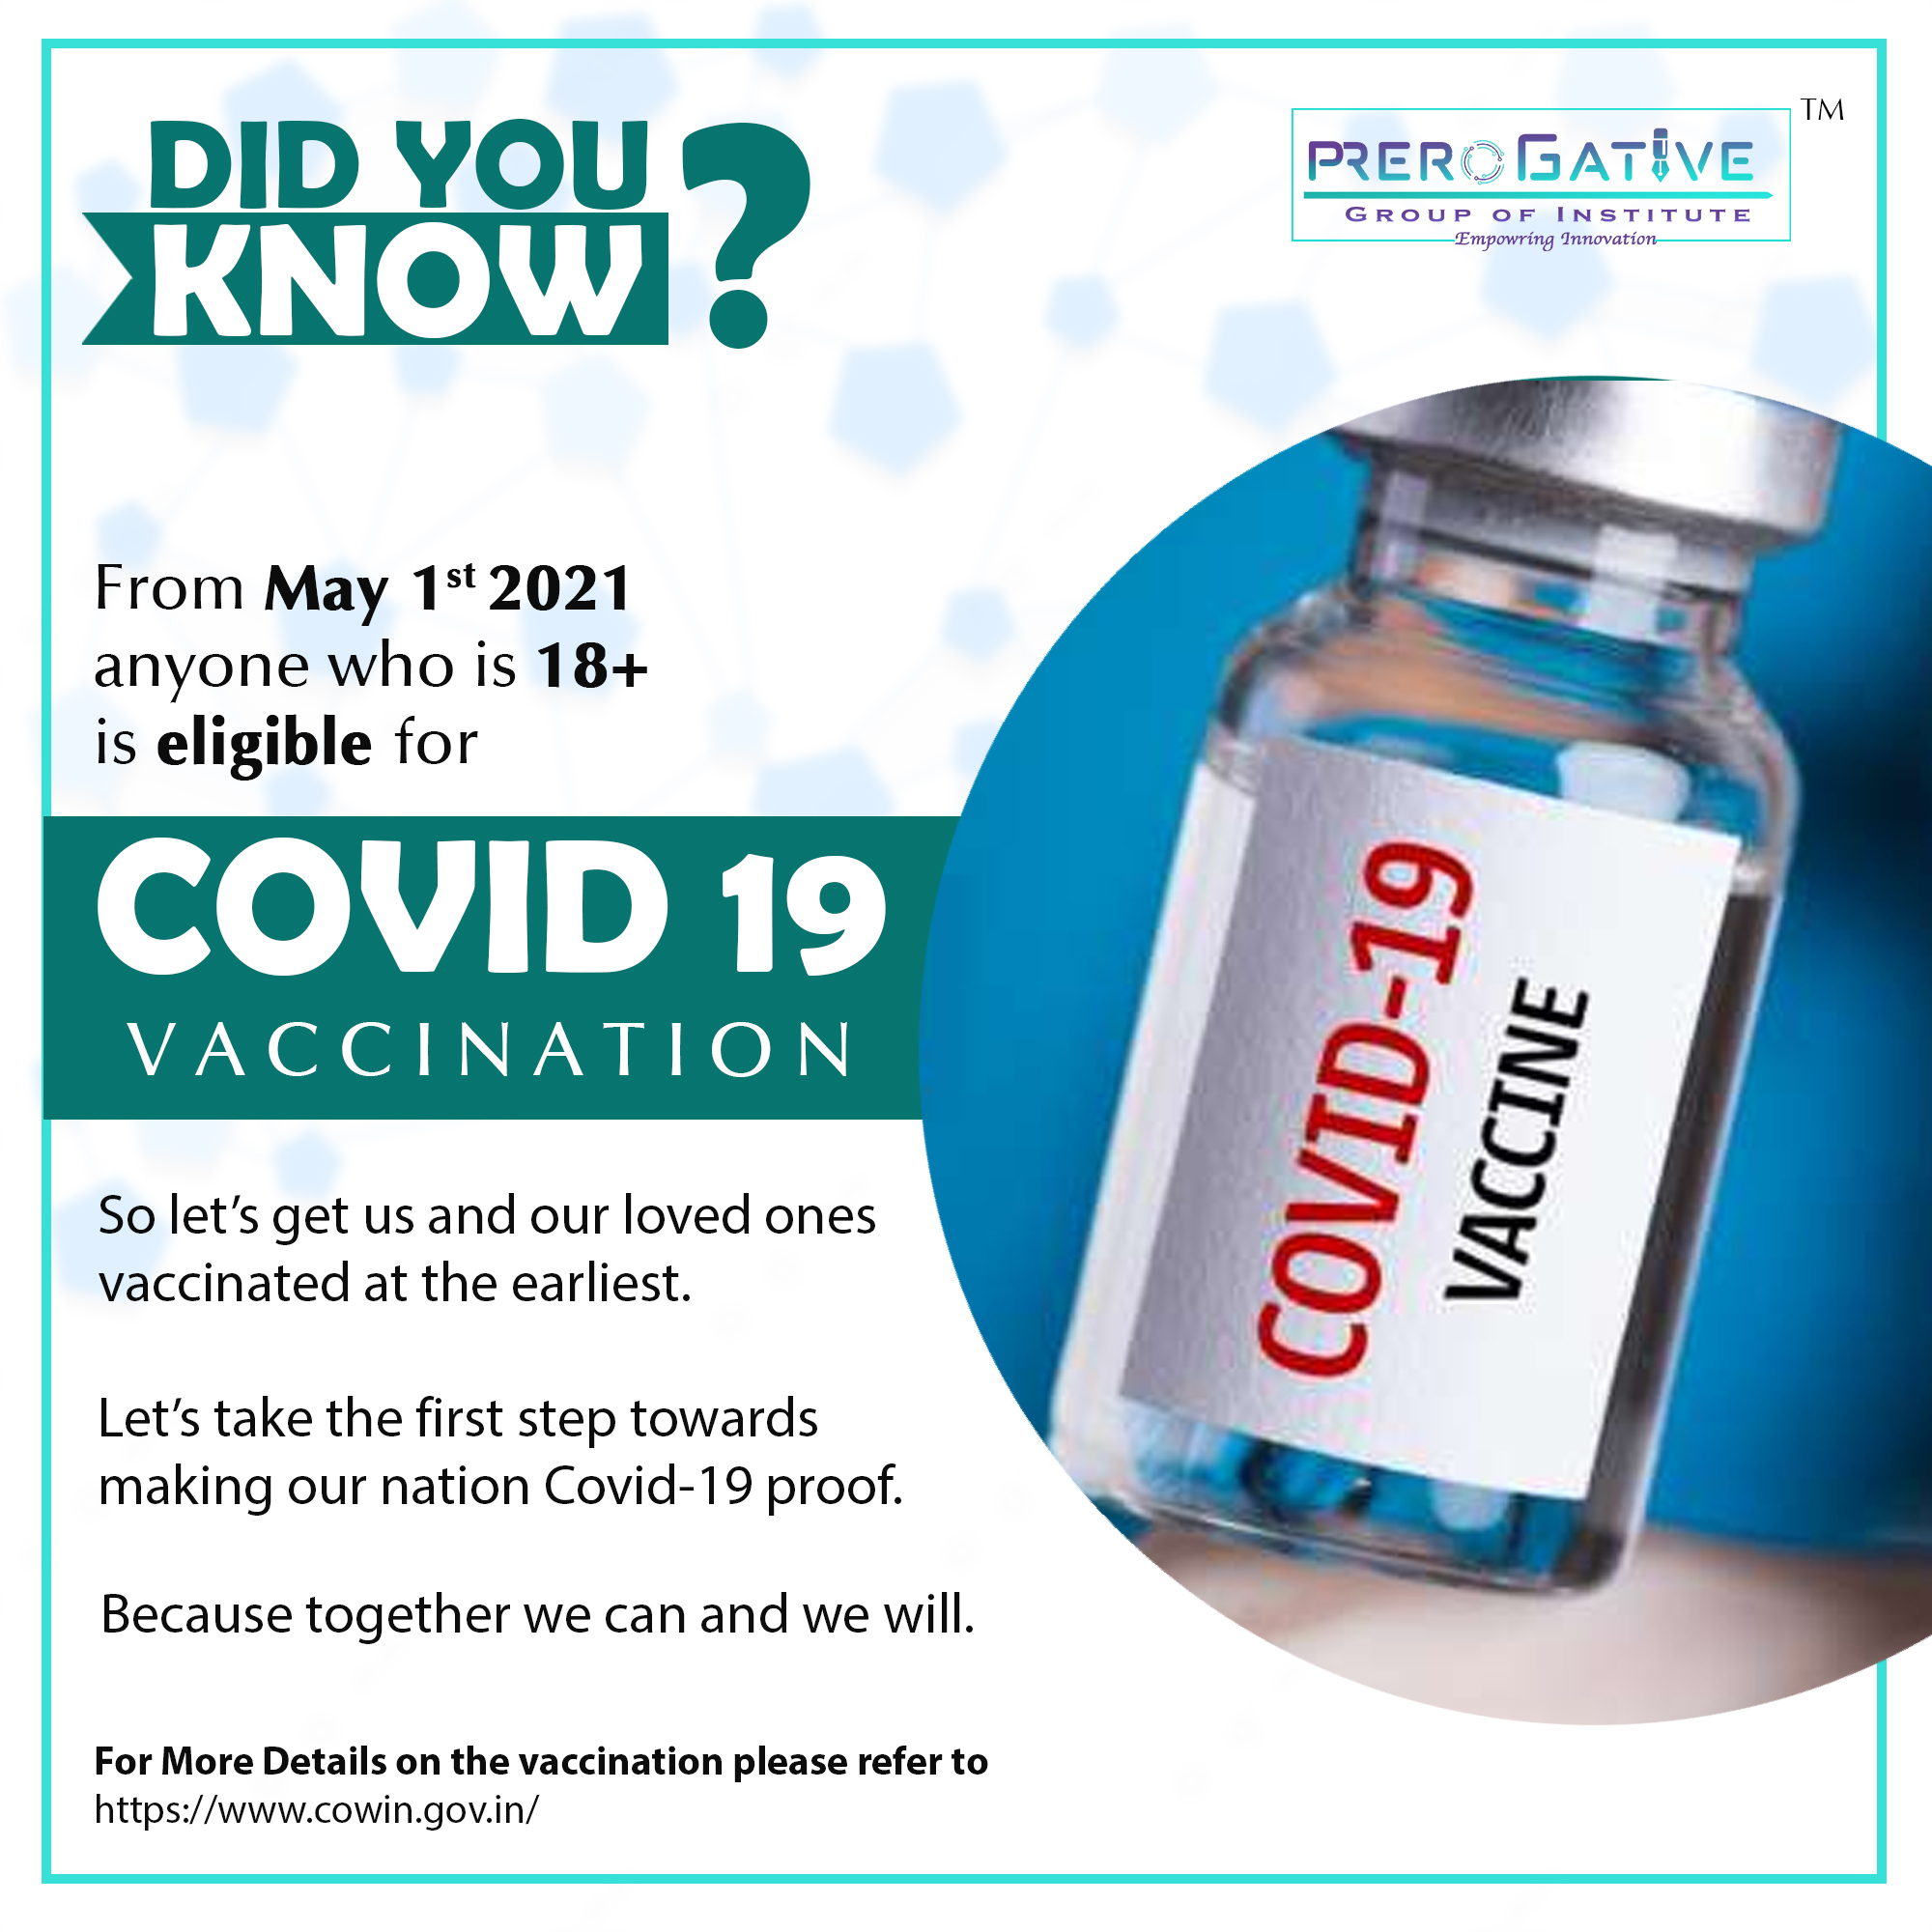 DID YOU
KNOW?
PREROGATIVE
GROUP OF INSTITUTE
Empowring Innovation
TM
From May 1st 2021
anyone who is 18+
is eligible for
COVID 19
VACCINATION
COVID-19
VACCINE
So let’s get us and our loved ones
vaccinated at the earliest.
Let’s take the first step towards
making our nation Covid-19 proof.
Because together we can and we will.
For More Details on the vaccination please refer to
https://www.cowin.gov.in/